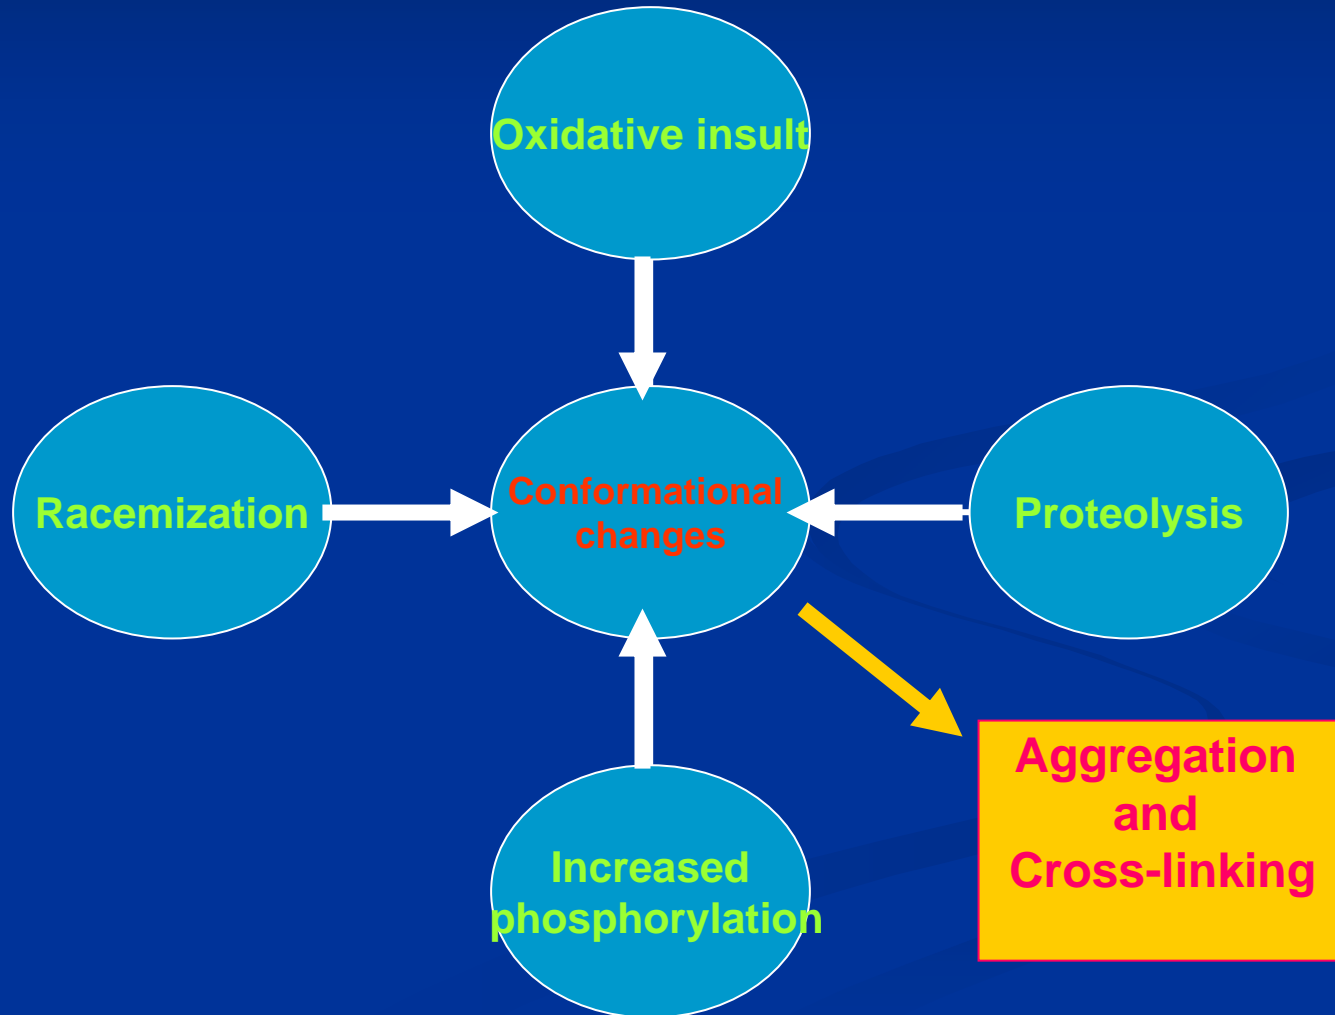 Oxidative insult
Racemization
Conformational
changes
Proteolysis
Increased
phosphorylation
Aggregation
and
Cross-linking